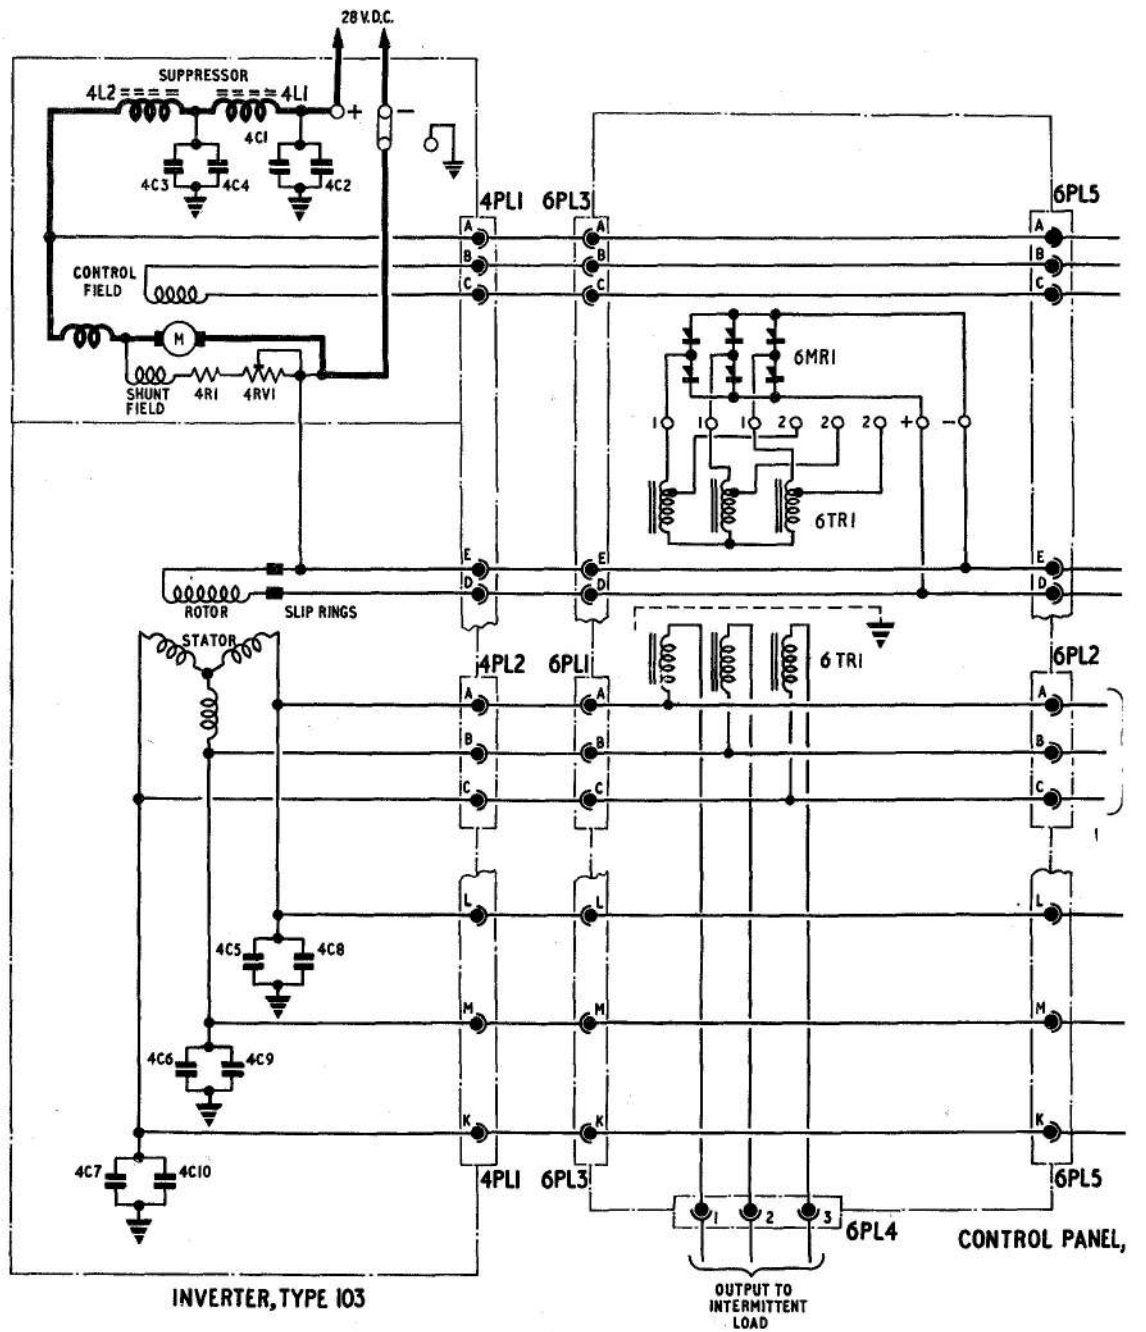 28 V.D.C.
SUPPRESSOR
4L2
4L1
+
-
4C1
4C3
4C4
4C2
4PL1
6PL3
6PL5
A
A
A
B
B
B
C
C
C
CONTROL
FIELD
M
SHUNT
FIELD
4R1
4RV1
6MR1
1
1
1
2
2
2
+
-
6TR1
E
E
E
D
D
D
ROTOR
SLIP RINGS
STATOR
6TR1
4PL2
6PL1
6PL2
A
A
A
B
B
B
C
C
C
L
L
L
4C5
4C8
M
M
M
4C6
4C9
K
K
K
4C7
4C10
4PL1
6PL3
6PL5
1
2
3
6PL4
CONTROL PANEL,
INVERTER, TYPE 103
OUTPUT TO
INTERMITTENT
LOAD